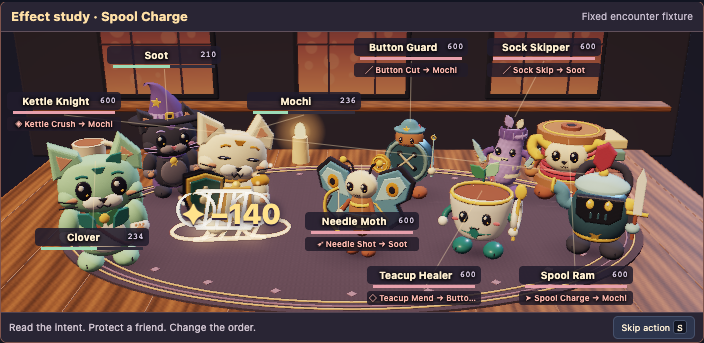 Effect study · Spool Charge
Fixed encounter fixture
Soot 210
Button Guard 600
Button Cut → Mochi
Sock Skipper 600
Sock Skip → Soot
Kettle Knight 600
Kettle Crush → Mochi
Mochi 236
-140
Clover 234
Needle Moth 600
Needle Shot → Soot
Teacup Healer 600
Teacup Mend → Butto...
Spool Ram 600
Spool Charge → Mochi
Read the intent. Protect a friend. Change the order.
Skip action S